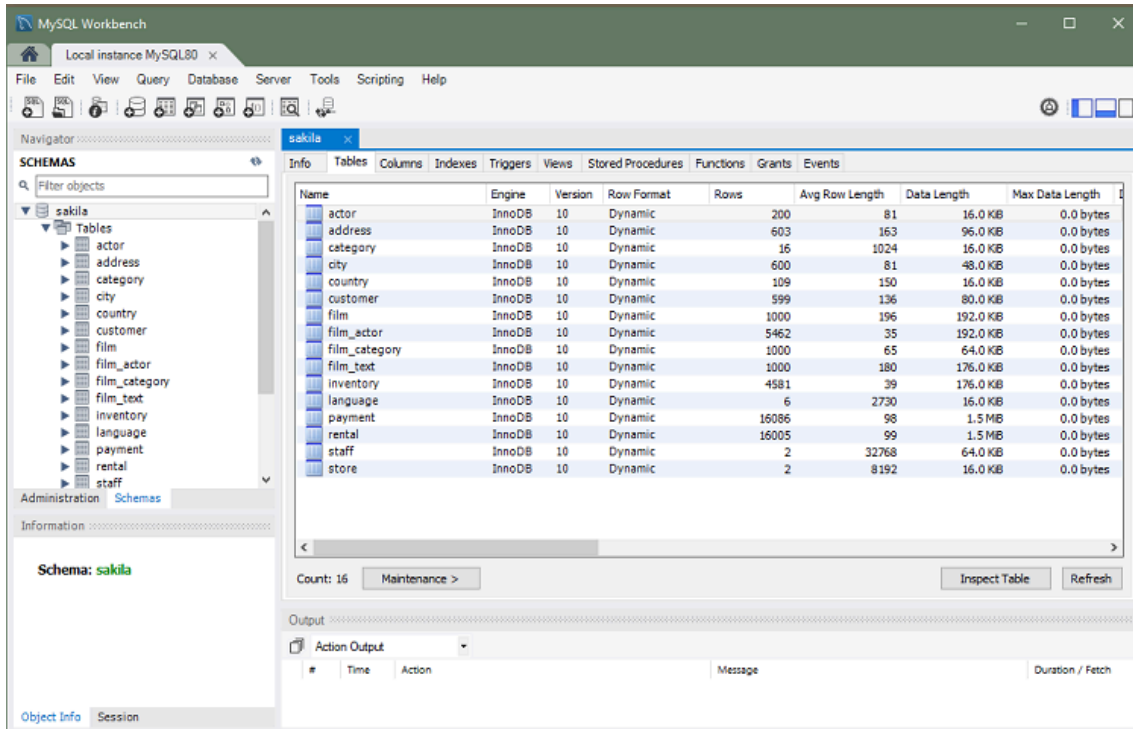 MySQL Workbench
Local instance MySQL80
File Edit View Query Database Server Tools Scripting Help
Navigator
SCHEMAS
Filter objects
sakila
Tables
actor
address
category
city
country
customer
film
film_actor
film_category
film_text
inventory
language
payment
rental
staff
Administration Schemas
Information
Schema: sakila
Object Info Session
sakila
Info Tables Columns Indexes Triggers Views Stored Procedures Functions Grants Events
Name Engine Version Row Format Rows Avg Row Length Data Length Max Data Length
actor InnoDB 10 Dynamic 200 81 16.0 KiB 0.0 bytes
address InnoDB 10 Dynamic 603 163 96.0 KiB 0.0 bytes
category InnoDB 10 Dynamic 16 1024 16.0 KiB 0.0 bytes
city InnoDB 10 Dynamic 600 81 48.0 KiB 0.0 bytes
country InnoDB 10 Dynamic 109 150 16.0 KiB 0.0 bytes
customer InnoDB 10 Dynamic 599 136 80.0 KiB 0.0 bytes
film InnoDB 10 Dynamic 1000 196 192.0 KiB 0.0 bytes
film_actor InnoDB 10 Dynamic 5462 35 192.0 KiB 0.0 bytes
film_category InnoDB 10 Dynamic 1000 65 64.0 KiB 0.0 bytes
film_text InnoDB 10 Dynamic 1000 180 176.0 KiB 0.0 bytes
inventory InnoDB 10 Dynamic 4581 39 176.0 KiB 0.0 bytes
language InnoDB 10 Dynamic 6 2730 16.0 KiB 0.0 bytes
payment InnoDB 10 Dynamic 16086 98 1.5 MiB 0.0 bytes
rental InnoDB 10 Dynamic 16005 99 1.5 MiB 0.0 bytes
staff InnoDB 10 Dynamic 2 32768 64.0 KiB 0.0 bytes
store InnoDB 10 Dynamic 2 8192 16.0 KiB 0.0 bytes
Count: 16 Maintenance > Inspect Table Refresh
Output
Action Output
# Time Action Message Duration / Fetch